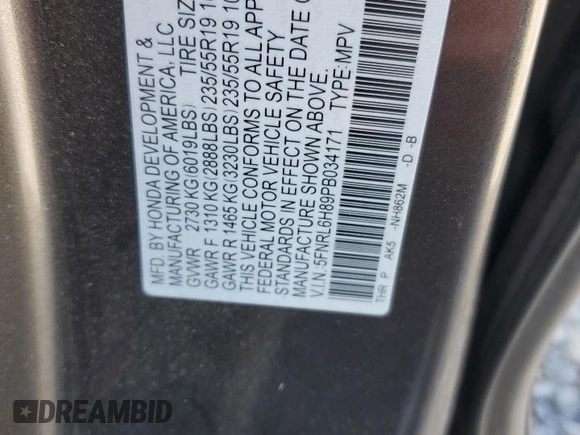 MFD. BY HONDA DEVELOPMENT &
MANUFACTURING OF AMERICA, LLC
GVWR 2730 KG (6019LBS) TIRE SIZ
GAWR F 1310 KG (2888LBS) 235/55R19 1
GAWR R 1465 KG (3230LBS) 235/55R19 10
THIS VEHICLE CONFORMS TO ALL APP
FEDERAL MOTOR VEHICLE SAFETY
STANDARDS IN EFFECT ON THE DATE O
MANUFACTURE SHOWN ABOVE.
V.I.N.: 5FNRL6H89PB034171 TYPE: MPV
THR P AK5 -NH862M -D -B
DREAMBID